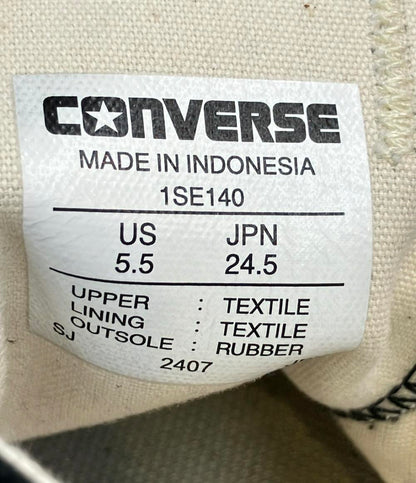 CONVERSE
MADE IN INDONESIA
1SE140
US JPN
5.5 24.5
UPPER : TEXTILE
LINING : TEXTILE
OUTSOLE : RUBBER
SJ 2407